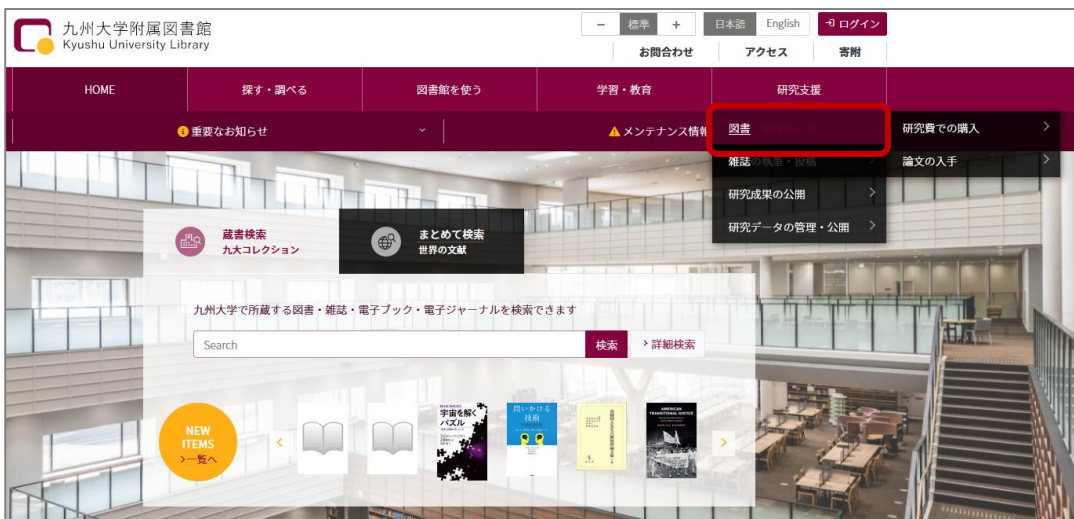 九州大学附属図書館
Kyushu University Library
− 標準 + 日本語 English ログイン
お問合わせ アクセス 寄附
HOME 探す・調べる 図書館を使う 学習・教育 研究支援
重要なお知らせ メンテナンス情報
図書
研究費での購入
雑誌 の執筆・投稿
論文の入手
研究成果の公開
研究データの管理・公開
蔵書検索
九大コレクション
まとめて検索
世界の文献
九州大学で所蔵する図書・雑誌・電子ブック・電子ジャーナルを検索できます
Search 検索 詳細検索
NEW
ITEMS
一覧へ
宇宙を解く
パズル
問いかける
技術
AMERICAN
TRANSITIONAL JUSTICE